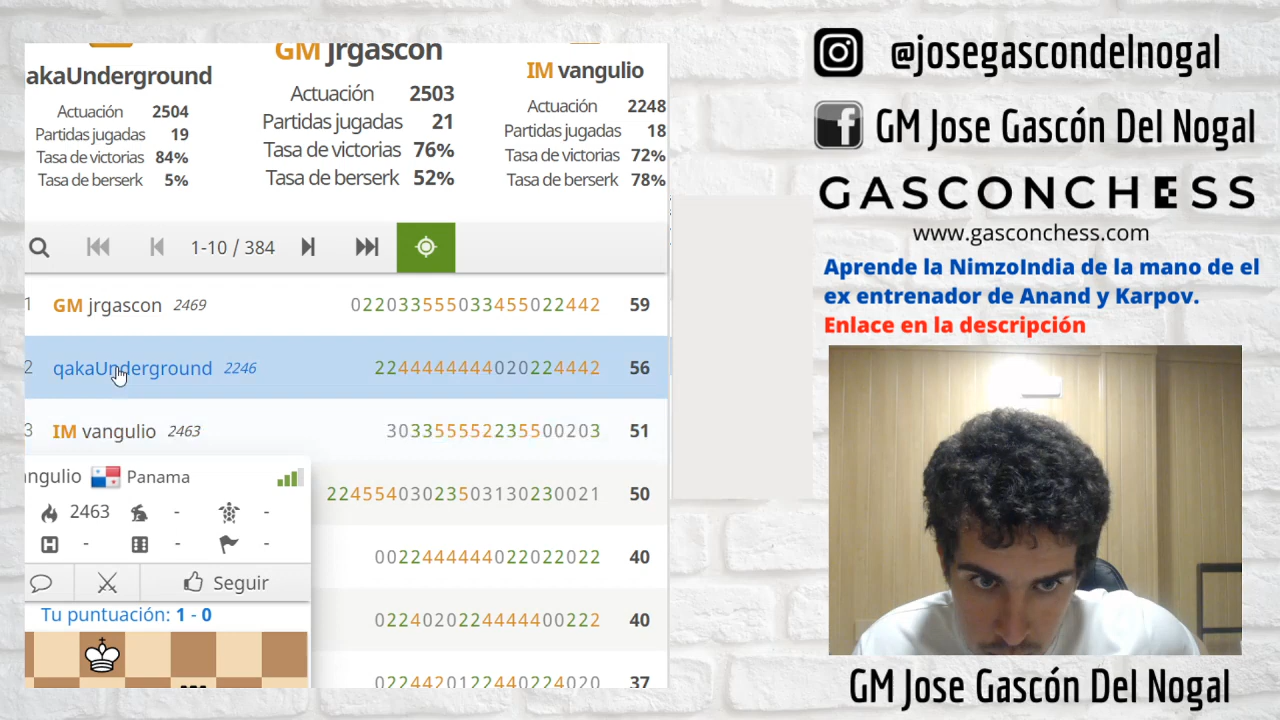 akaUnderground
Actuación 2504
Partidas jugadas 19
Tasa de victorias 84%
Tasa de berserk 5%
GM jrgascon
Actuación 2503
Partidas jugadas 21
Tasa de victorias 76%
Tasa de berserk 52%
IM vangulio
Actuación 2248
Partidas jugadas 18
Tasa de victorias 72%
Tasa de berserk 78%
1-10 / 384
1 GM jrgascon 2469 022033555033455022442 59
2 qakaUnderground 2246 2244444444020224442 56
3 IM vangulio 2463 303355552235500203 51
224554030235031300230021 50
0022444444022022022 40
0224020224444400222 40
0224420122440224020 37
ngulio Panama
2463 - -
- - -
Seguir
Tu puntuación: 1 - 0
@josegascondelnogal
GM Jose Gascón Del Nogal
GASCONCHESS
www.gasconchess.com
Aprende la NimzoIndia de la mano de el
ex entrenador de Anand y Karpov.
Enlace en la descripción
GM Jose Gascón Del Nogal